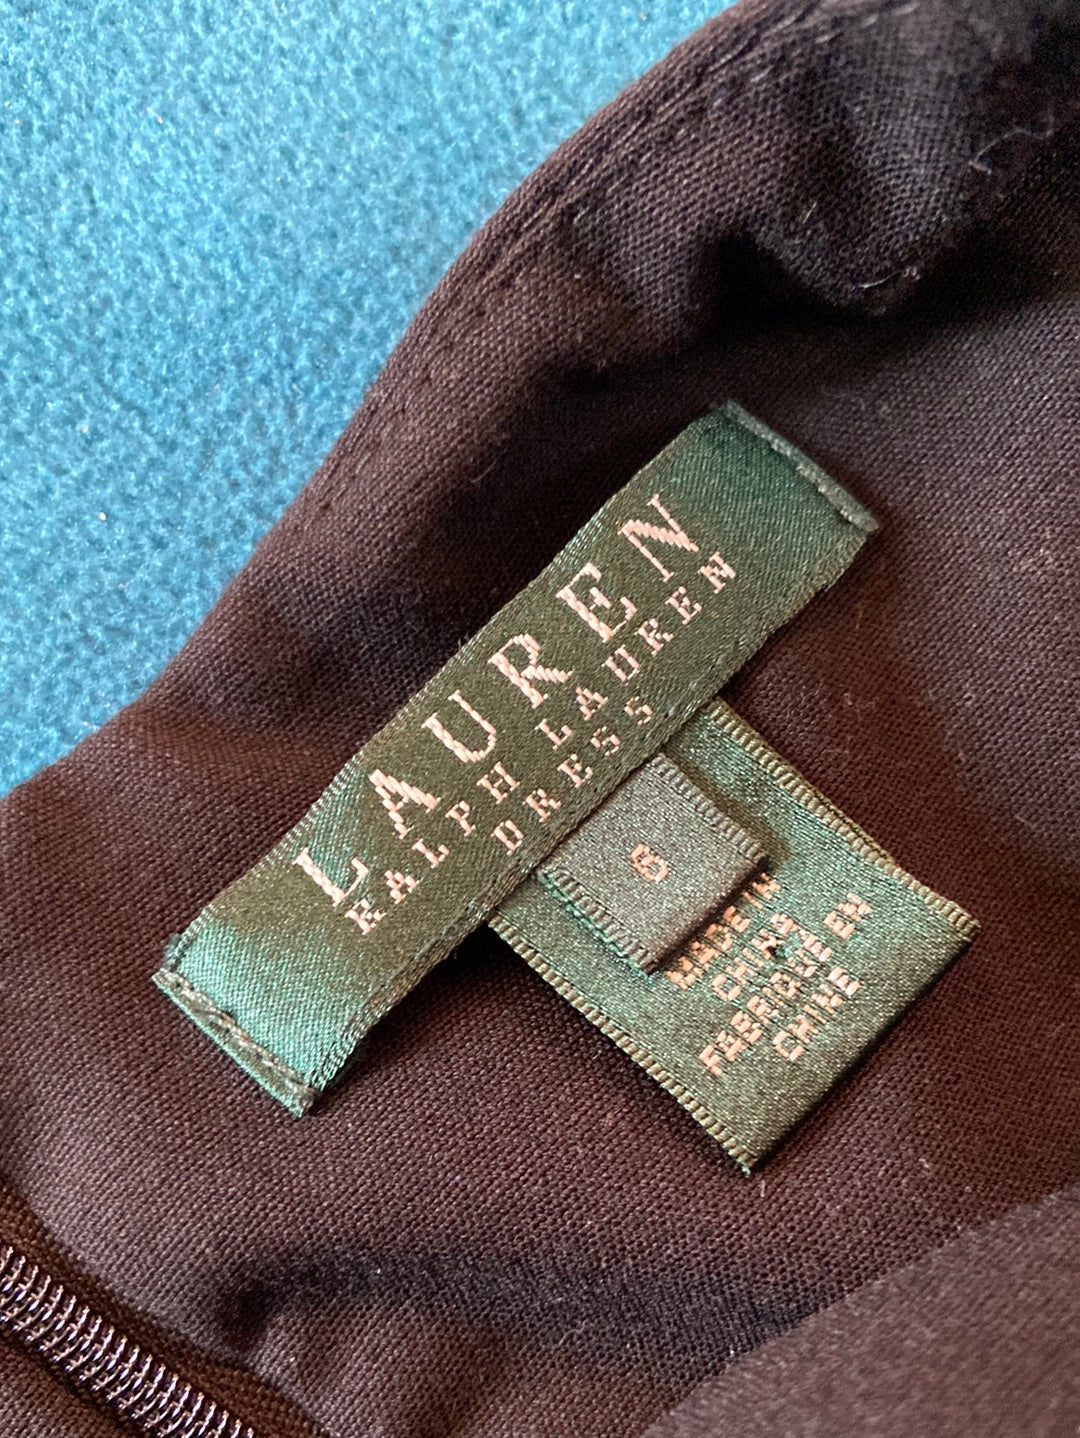 LAUREN
RALPH LAUREN
DRESS
6
MADE IN
CHINA
FABRIQUE EN
CHINE